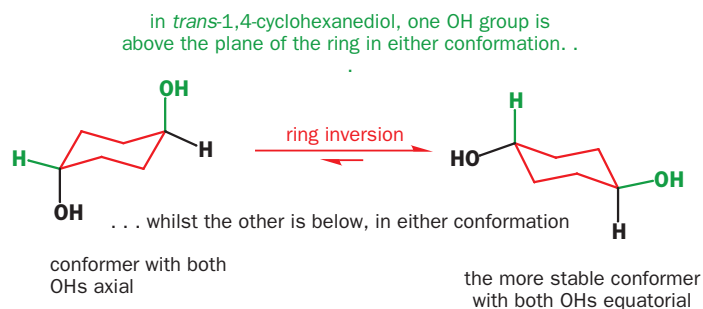 in trans-1,4-cyclohexanediol, one OH group is
above the plane of the ring in either conformation. .
.
OH
H
H
OH
ring inversion
H
HO
OH
H
. . . whilst the other is below, in either conformation
conformer with both
OHs axial
the more stable conformer
with both OHs equatorial